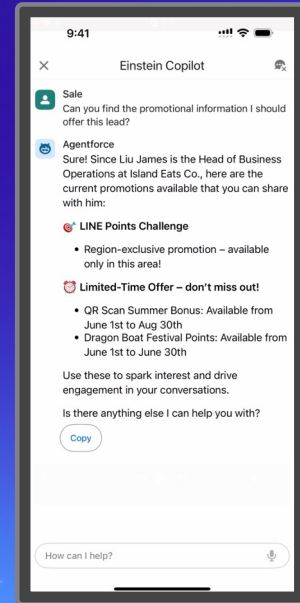 9:41
Einstein Copilot
Sale
Can you find the promotional information I should
offer this lead?
Agentforce
Sure! Since Liu James is the Head of Business
Operations at Island Eats Co., here are the
current promotions available that you can share
with him:
🎯 LINE Points Challenge
• Region-exclusive promotion – available
only in this area!
⏰ Limited-Time Offer – don't miss out!
• QR Scan Summer Bonus: Available from
June 1st to Aug 30th
• Dragon Boat Festival Points: Available from
June 1st to June 30th
Use these to spark interest and drive
engagement in your conversations.
Is there anything else I can help you with?
Copy
How can I help?